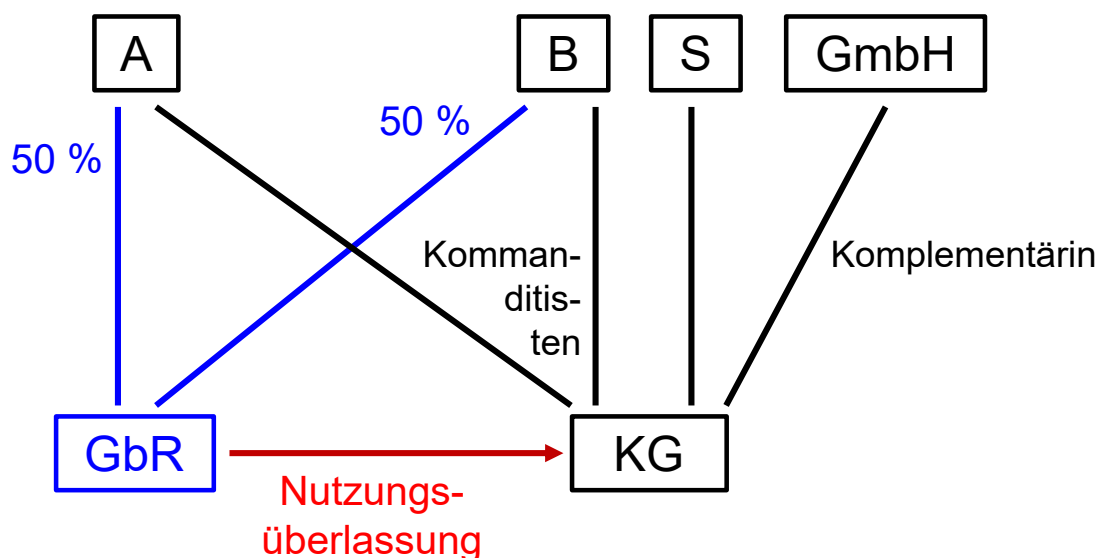 A
B
S
GmbH
50 %
50 %
Komman-
ditis-
ten
Komplementärin
GbR
KG
Nutzungs-
überlassung